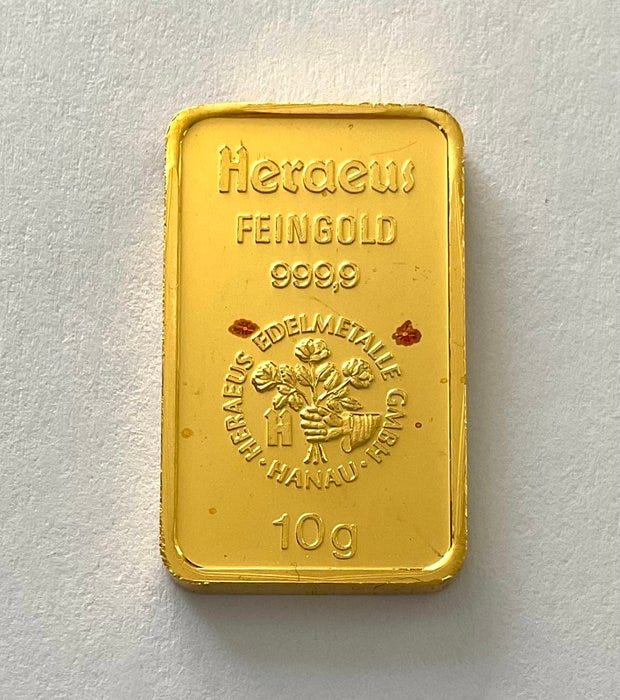 Heraeus
FEINGOLD
999,9
HERAEUS EDELMETALLE GMBH
· HANAU ·
H
10g